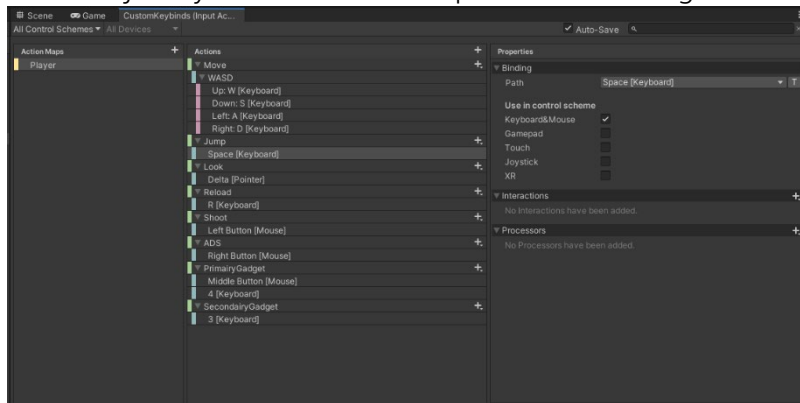 Scene Game CustomKeybinds (Input Ac...
All Control Schemes All Devices Auto-Save
Action Maps + Actions + Properties
Player Move + Binding
WASD Path Space [Keyboard] T
Up: W [Keyboard]
Down: S [Keyboard] Use in control scheme
Left: A [Keyboard] Keyboard&Mouse
Right: D [Keyboard] Gamepad
Jump + Touch
Space [Keyboard] Joystick
Look + XR
Delta [Pointer]
Reload + Interactions +
R [Keyboard] No Interactions have been added.
Shoot +
Left Button [Mouse] Processors +
ADS + No Processors have been added.
Right Button [Mouse]
PrimairyGadget +
Middle Button [Mouse]
4 [Keyboard]
SecondairyGadget +
3 [Keyboard]